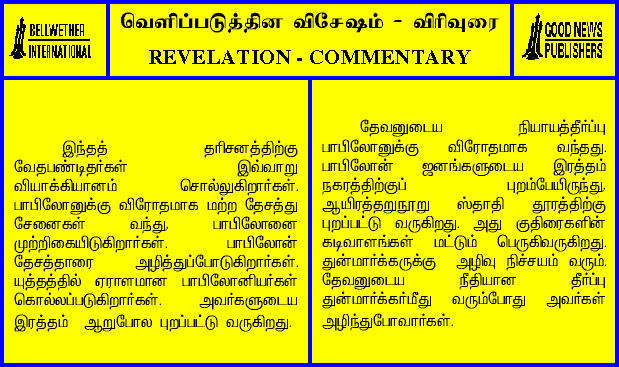 BELLWETHER
INTERNATIONAL
வெளிப்படுத்தின விசேஷம் - விரிவுரை
REVELATION - COMMENTARY
GOOD NEWS
PUBLISHERS
இந்தத் தரிசனத்திற்கு
வேதபண்டிதர்கள் இவ்வாறு
வியாக்கியானம் சொல்லுகிறார்கள்.
பாபிலோனுக்கு விரோதமாக மற்ற தேசத்து
சேனைகள் வந்து, பாபிலோனை
முற்றிகையிடுகிறார்கள். பாபிலோன்
தேசத்தாரை அழித்துப்போடுகிறார்கள்.
யுத்தத்தில் ஏராளமான பாபிலோனியர்கள்
கொல்லப்படுகிறார்கள். அவர்களுடைய
இரத்தம் ஆறுபோல புறப்பட்டு வருகிறது.
தேவனுடைய நியாயத்தீர்ப்பு
பாபிலோனுக்கு விரோதமாக வந்தது.
பாபிலோன் ஜனங்களுடைய இரத்தம்
நகரத்திற்குப் புறம்பேயிருந்து,
ஆயிரத்தறுநூறு ஸ்தாதி தூரத்திற்கு
புறப்பட்டு வருகிறது. அது குதிரைகளின்
கடிவாளங்கள் மட்டும் பெருகிவருகிறது.
துன்மார்க்கருக்கு அழிவு நிச்சயம் வரும்.
தேவனுடைய நீதியான தீர்ப்பு
துன்மார்க்கர்மீது வரும்போது அவர்கள்
அழிந்துபோவார்கள்.